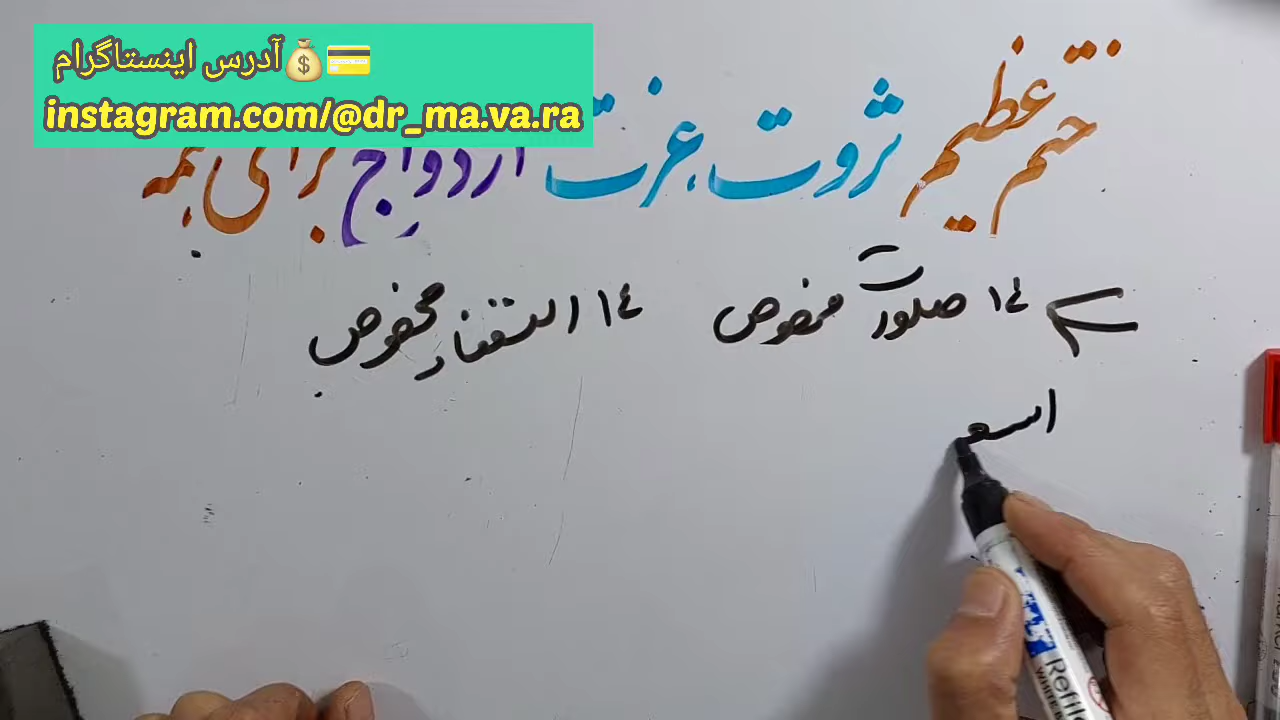 آدرس اینستاگرام
instagram.com/@dr_ma.va.ra
ختم عظیم ثروت، عزت ازدواج برای همه
۱۴ صلوات مخصوص ۱۴ استغفار مخصوص